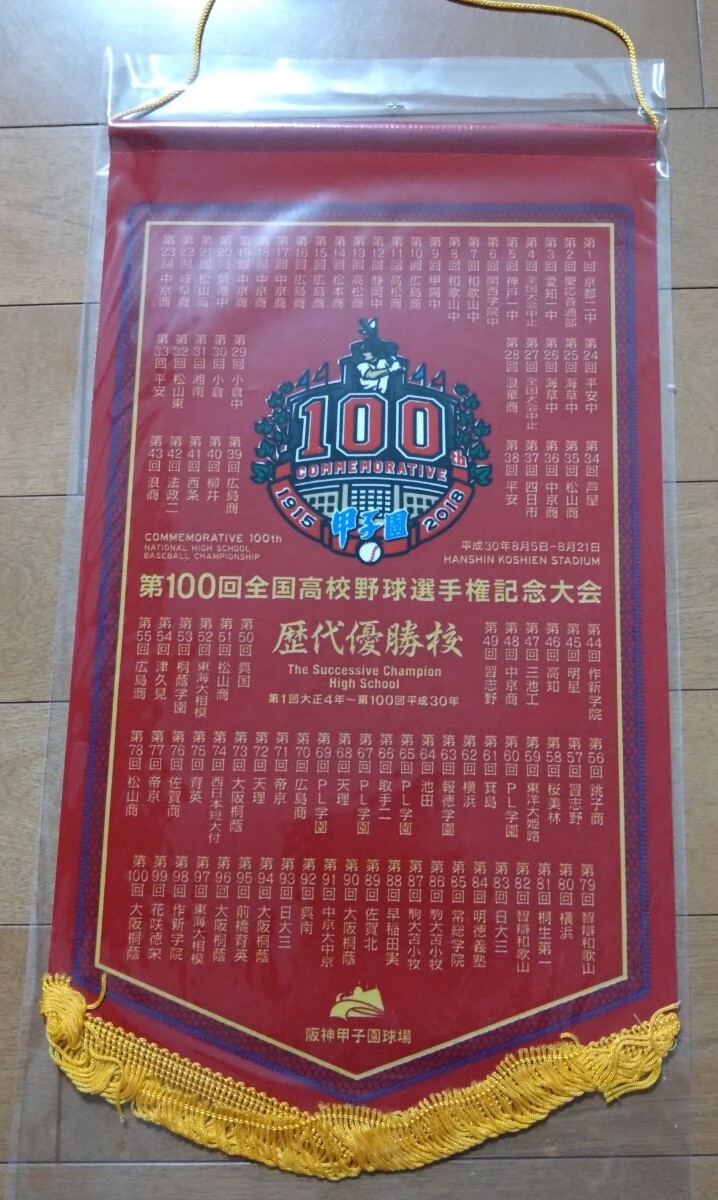 第1回 京都二中
第2回 慶応普通部
第3回 愛知一中
第4回 全国大会中止
第5回 神戸一中
第6回 関西学院中
第7回 和歌山中
第8回 和歌山中
第9回 甲陽中
第10回 広島商
第11回 高松商
第12回 静岡中
第13回 高松商
第14回 松本商
第15回 広島商
第16回 広島商
第17回 中京商
第18回 中京商
第19回 中京商
第20回 呉港中
第21回 松山商
第22回 岐阜商
第23回 中京商
第24回 平安中
第25回 海草中
第26回 海草中
第27回 全国大会中止
第28回 浪華商
第29回 小倉中
第30回 小倉
第31回 湘南
第32回 松山東
第33回 平安
第34回 芦屋
第35回 松山商
第36回 中京商
第37回 四日市
第38回 平安
第39回 広島商
第40回 柳井
第41回 西条
第42回 法政二
第43回 浪商
100th
COMMEMORATIVE
1915 甲子園 2018
COMMEMORATIVE 100th
NATIONAL HIGH SCHOOL
BASEBALL CHAMPIONSHIP
平成30年8月5日-8月21日
HANSHIN KOSHIEN STADIUM
第100回全国高校野球選手権記念大会
歴代優勝校
The Successive Champion
High School
第1回大正4年~第100回平成30年
第44回 作新学院
第45回 明星
第46回 高知
第47回 三池工
第48回 中京商
第49回 習志野
第50回 興国
第51回 松山商
第52回 東海大相模
第53回 桐蔭学園
第54回 津久見
第55回 広島商
第56回 銚子商
第57回 習志野
第58回 桜美林
第59回 東洋大姫路
第60回 PL学園
第61回 箕島
第62回 横浜
第63回 報徳学園
第64回 池田
第65回 PL学園
第66回 取手二
第67回 PL学園
第68回 天理
第69回 PL学園
第70回 広島商
第71回 帝京
第72回 天理
第73回 大阪桐蔭
第74回 西日本短大付
第75回 育英
第76回 佐賀商
第77回 帝京
第78回 松山商
第79回 智辯和歌山
第80回 横浜
第81回 桐生第一
第82回 智辯和歌山
第83回 日大三
第84回 明徳義塾
第85回 常総学院
第86回 駒大苫小牧
第87回 駒大苫小牧
第88回 早稲田実
第89回 佐賀北
第90回 大阪桐蔭
第91回 中京大中京
第92回 興南
第93回 日大三
第94回 大阪桐蔭
第95回 前橋育英
第96回 大阪桐蔭
第97回 東海大相模
第98回 作新学院
第99回 花咲徳栄
第100回 大阪桐蔭
阪神甲子園球場